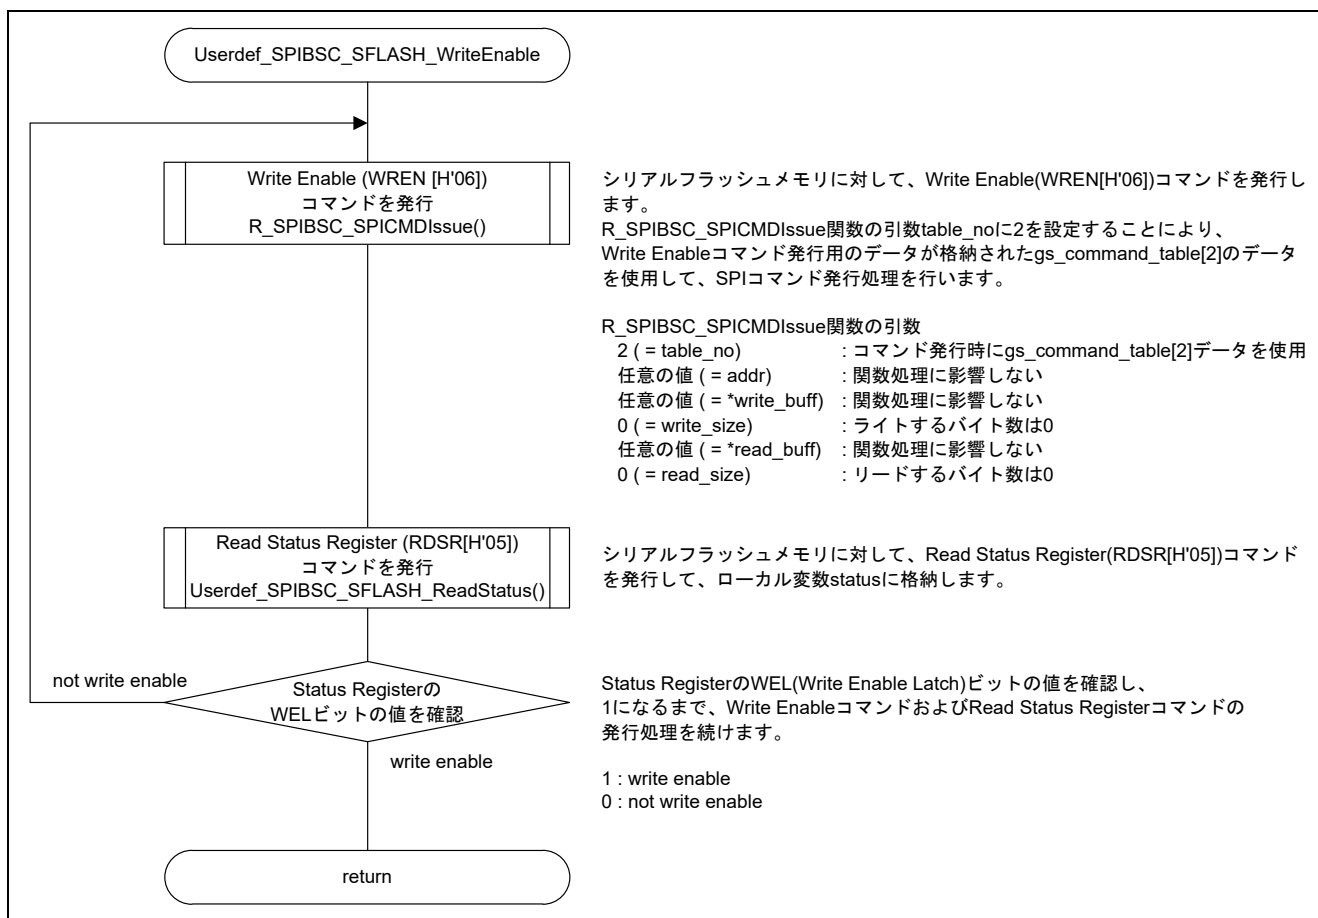 Userdef_SPIBSC_SFLASH_WriteEnable
Write Enable (WREN [H'06])
コマンドを発行
R_SPIBSC_SPICMDIssue()
シリアルフラッシュメモリに対して、Write Enable(WREN[H'06])コマンドを発行し
ます。
R_SPIBSC_SPICMDIssue関数の引数table_noに2を設定することにより、
Write Enableコマンド発行用のデータが格納されたgs_command_table[2]のデータ
を使用して、SPIコマンド発行処理を行います。
R_SPIBSC_SPICMDIssue関数の引数
2 ( = table_no) : コマンド発行時にgs_command_table[2]データを使用
任意の値 ( = addr) : 関数処理に影響しない
任意の値 ( = *write_buff) : 関数処理に影響しない
0 ( = write_size) : ライトするバイト数は0
任意の値 ( = *read_buff) : 関数処理に影響しない
0 ( = read_size) : リードするバイト数は0
Read Status Register (RDSR[H'05])
コマンドを発行
Userdef_SPIBSC_SFLASH_ReadStatus()
シリアルフラッシュメモリに対して、Read Status Register(RDSR[H'05])コマンド
を発行して、ローカル変数statusに格納します。
not write enable
Status Registerの
WELビットの値を確認
Status RegisterのWEL(Write Enable Latch)ビットの値を確認し、
1になるまで、Write EnableコマンドおよびRead Status Registerコマンドの
発行処理を続けます。
write enable
1 : write enable
0 : not write enable
return